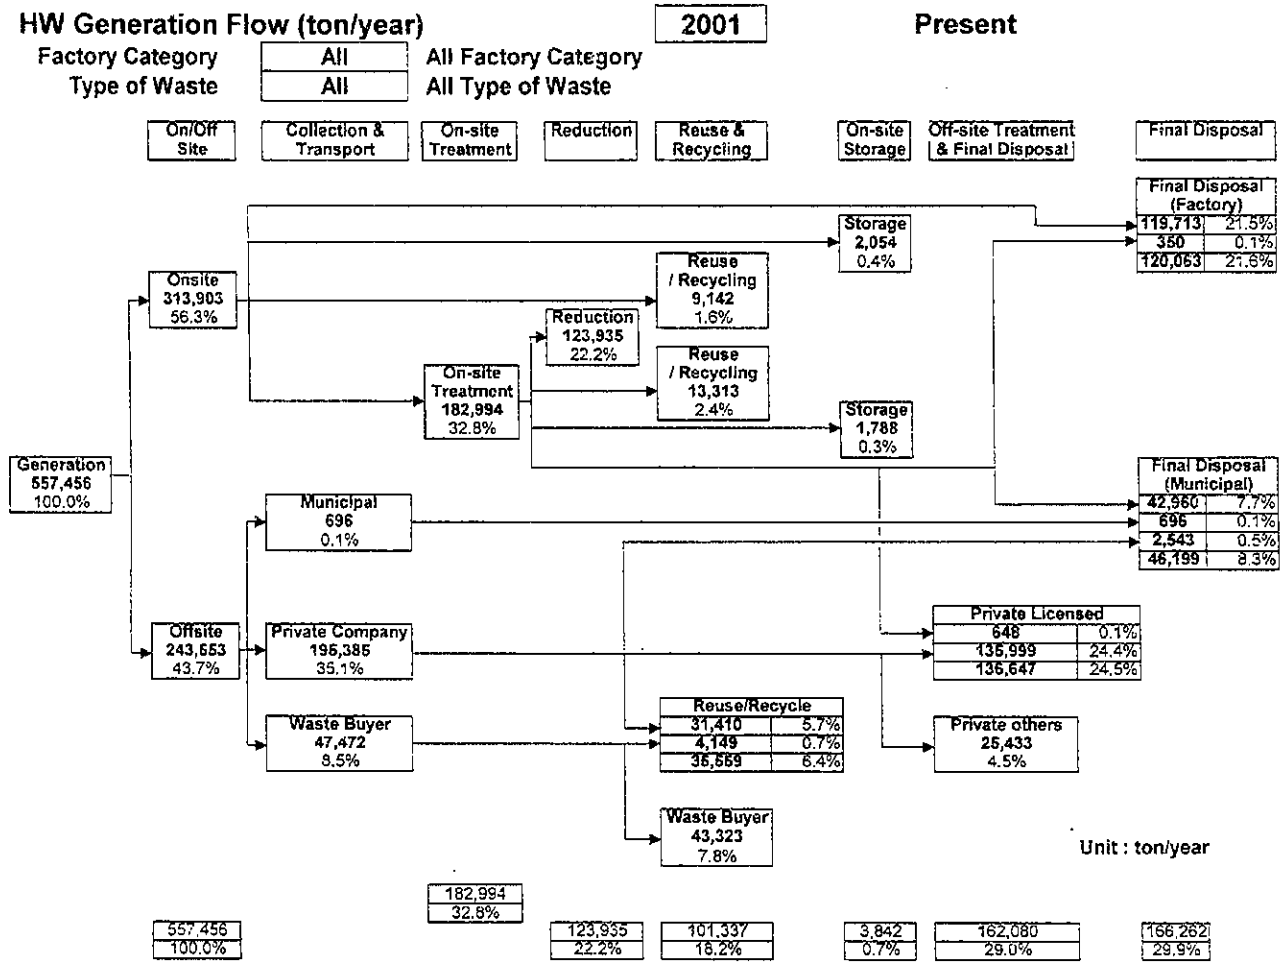 HW Generation Flow (ton/year)
2001
Present
Factory Category
All
All Factory Category
Type of Waste
All
All Type of Waste
On/Off
Site
Collection &
Transport
On-site
Treatment
Reduction
Reuse &
Recycling
On-site
Storage
Off-site Treatment
& Final Disposal
Final Disposal
Final Disposal
(Factory)
119,713 21.5%
350 0.1%
120,063 21.6%
Storage
2,054
0.4%
Onsite
313,903
56.3%
Reuse
/ Recycling
9,142
1.6%
Reduction
123,935
22.2%
Reuse
/ Recycling
13,313
2.4%
On-site
Treatment
182,994
32.8%
Storage
1,788
0.3%
Generation
557,456
100.0%
Final Disposal
(Municipal)
42,960 7.7%
696 0.1%
2,543 0.5%
46,199 8.3%
Municipal
696
0.1%
Offsite
243,553
43.7%
Private Company
195,385
35.1%
Private Licensed
648 0.1%
135,999 24.4%
136,647 24.5%
Waste Buyer
47,472
8.5%
Reuse/Recycle
31,410 5.7%
4,149 0.7%
35,559 6.4%
Private others
25,433
4.5%
Waste Buyer
43,323
7.8%
Unit : ton/year
182,994
32.8%
557,456
100.0%
123,935
22.2%
101,337
18.2%
3,842
0.7%
162,080
29.0%
166,262
29.9%